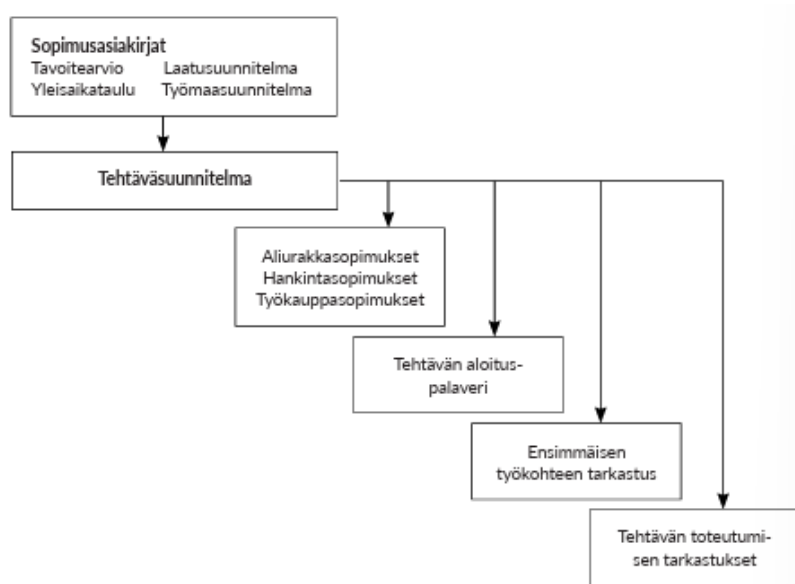 Sopimusasiakirjat
Tavoitearvio Laatusuunnitelma
Yleisaikataulu Työmaasuunnitelma
Tehtäväsuunnitelma
Aliurakkasopimukset
Hankintasopimukset
Työkauppasopimukset
Tehtävän aloitus-
palaveri
Ensimmäisen
työkohteen tarkastus
Tehtävän toteutumi-
sen tarkastukset